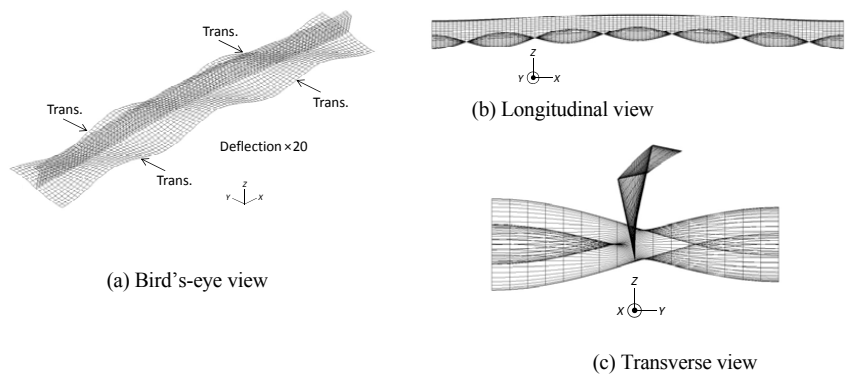 Trans.
Trans.
Trans.
Trans.
Deflection ×20
Z
Y X
(a) Bird’s-eye view
Z
Y X
(b) Longitudinal view
Z
X Y
(c) Transverse view